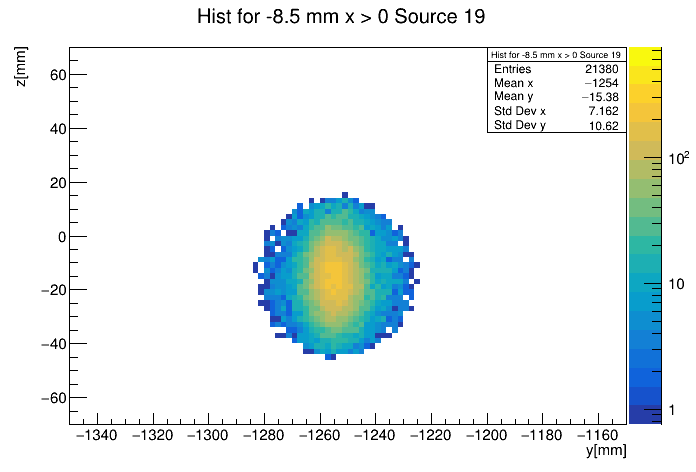 Hist for -8.5 mm x > 0 Source 19
z[mm]
Hist for -8.5 mm x > 0 Source 19
Entries 21380
Mean x −1254
Mean y −15.38
Std Dev x 7.162
Std Dev y 10.62
60
40
20
0
−20
−40
−60
10²
10
1
−1340 −1320 −1300 −1280 −1260 −1240 −1220 −1200 −1180 −1160
y[mm]